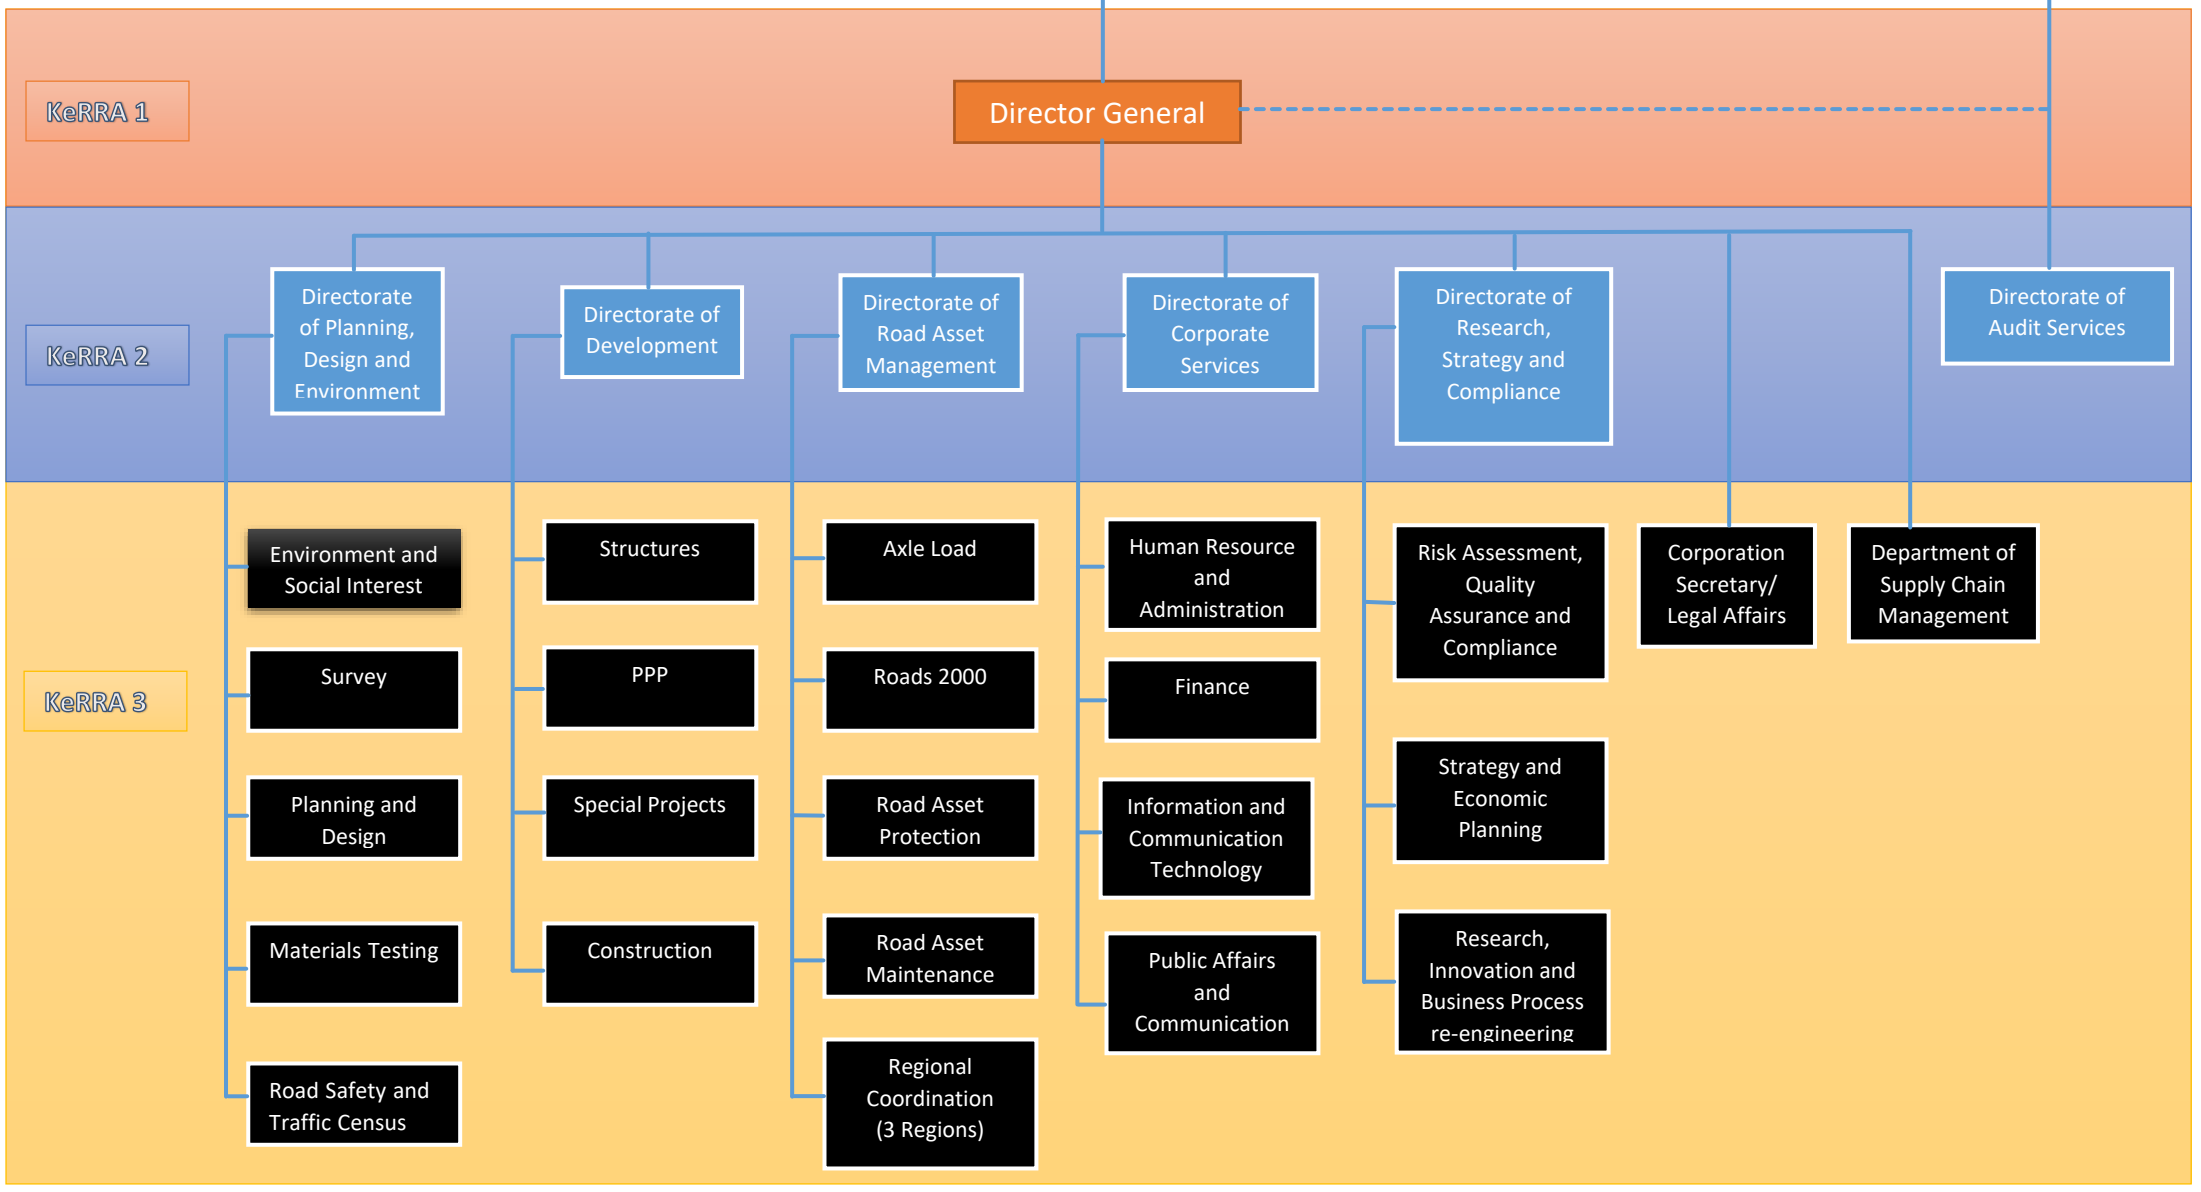 KeRRA 1
Director General
KeRRA 2
Directorate
of Planning,
Design and
Environment
Directorate of
Development
Directorate of
Road Asset
Management
Directorate of
Corporate
Services
Directorate of
Research,
Strategy and
Compliance
Directorate of
Audit Services
KeRRA 3
Environment and
Social Interest
Survey
Planning and
Design
Materials Testing
Road Safety and
Traffic Census
Structures
PPP
Special Projects
Construction
Axle Load
Roads 2000
Road Asset
Protection
Road Asset
Maintenance
Regional
Coordination
(3 Regions)
Human Resource
and
Administration
Finance
Information and
Communication
Technology
Public Affairs
and
Communication
Risk Assessment,
Quality
Assurance and
Compliance
Strategy and
Economic
Planning
Research,
Innovation and
Business Process
re-engineering
Corporation
Secretary/
Legal Affairs
Department of
Supply Chain
Management